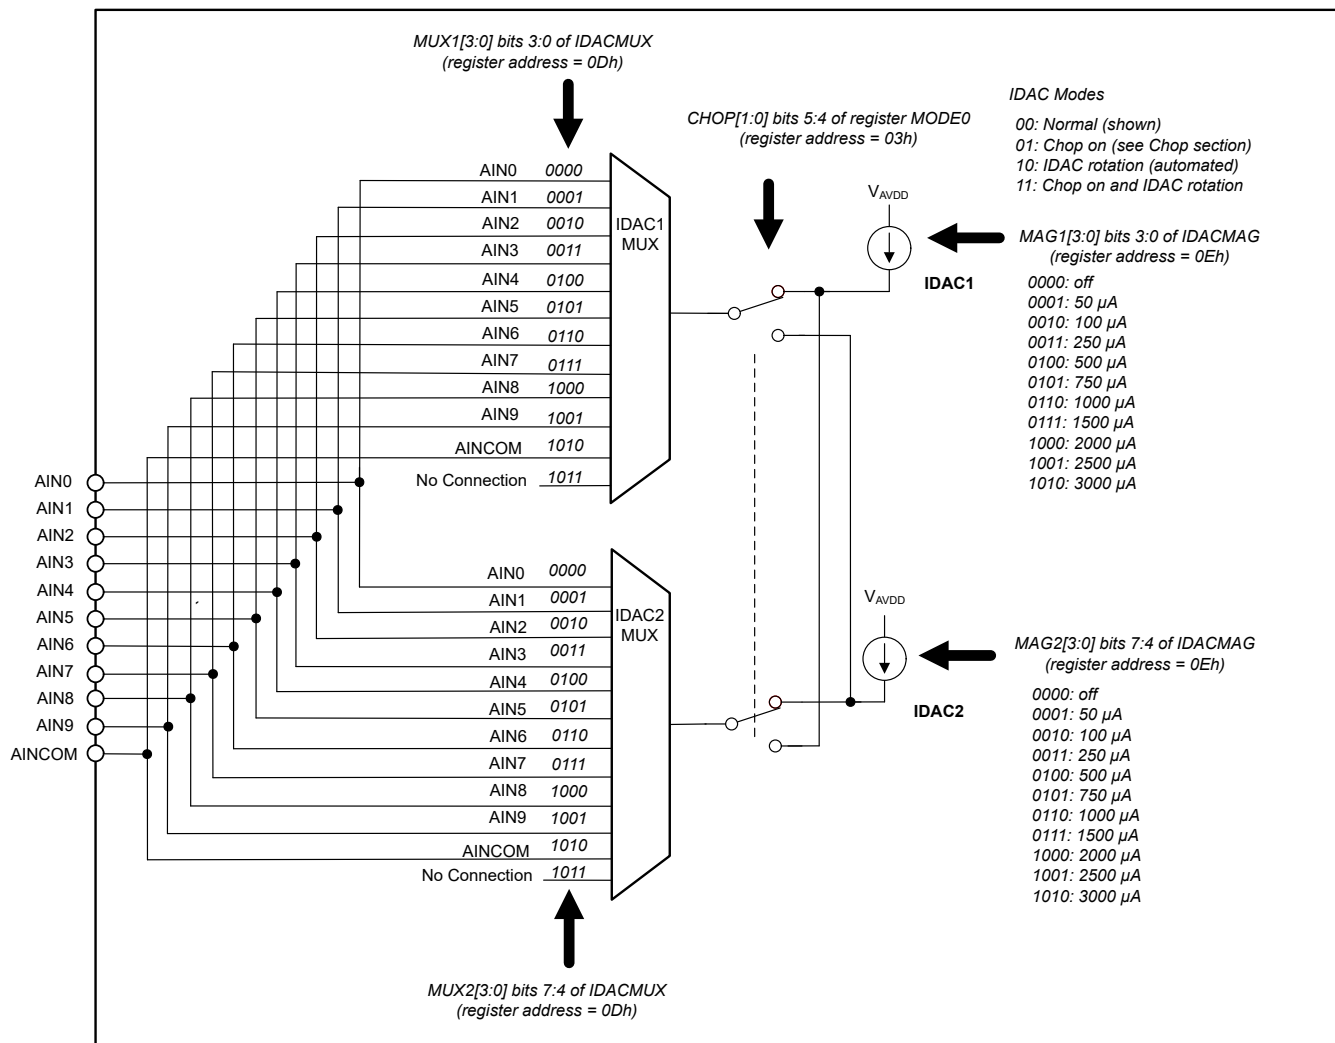 MUX1[3:0] bits 3:0 of IDACMUX
(register address = 0Dh)
CHOP[1:0] bits 5:4 of register MODE0
(register address = 03h)
IDAC Modes
00: Normal (shown)
01: Chop on (see Chop section)
10: IDAC rotation (automated)
11: Chop on and IDAC rotation
AIN0 0000
AIN1 0001
AIN2 0010
AIN3 0011
AIN4 0100
AIN5 0101
AIN6 0110
AIN7 0111
AIN8 1000
AIN9 1001
AINCOM 1010
No Connection 1011
IDAC1
MUX
VAVDD
IDAC1
MAG1[3:0] bits 3:0 of IDACMAG
(register address = 0Eh)
0000: off
0001: 50 µA
0010: 100 µA
0011: 250 µA
0100: 500 µA
0101: 750 µA
0110: 1000 µA
0111: 1500 µA
1000: 2000 µA
1001: 2500 µA
1010: 3000 µA
AIN0
AIN1
AIN2
AIN3
AIN4
AIN5
AIN6
AIN7
AIN8
AIN9
AINCOM
AIN0 0000
AIN1 0001
AIN2 0010
AIN3 0011
AIN4 0100
AIN5 0101
AIN6 0110
AIN7 0111
AIN8 1000
AIN9 1001
AINCOM 1010
No Connection 1011
IDAC2
MUX
VAVDD
IDAC2
MAG2[3:0] bits 7:4 of IDACMAG
(register address = 0Eh)
0000: off
0001: 50 µA
0010: 100 µA
0011: 250 µA
0100: 500 µA
0101: 750 µA
0110: 1000 µA
0111: 1500 µA
1000: 2000 µA
1001: 2500 µA
1010: 3000 µA
MUX2[3:0] bits 7:4 of IDACMUX
(register address = 0Dh)